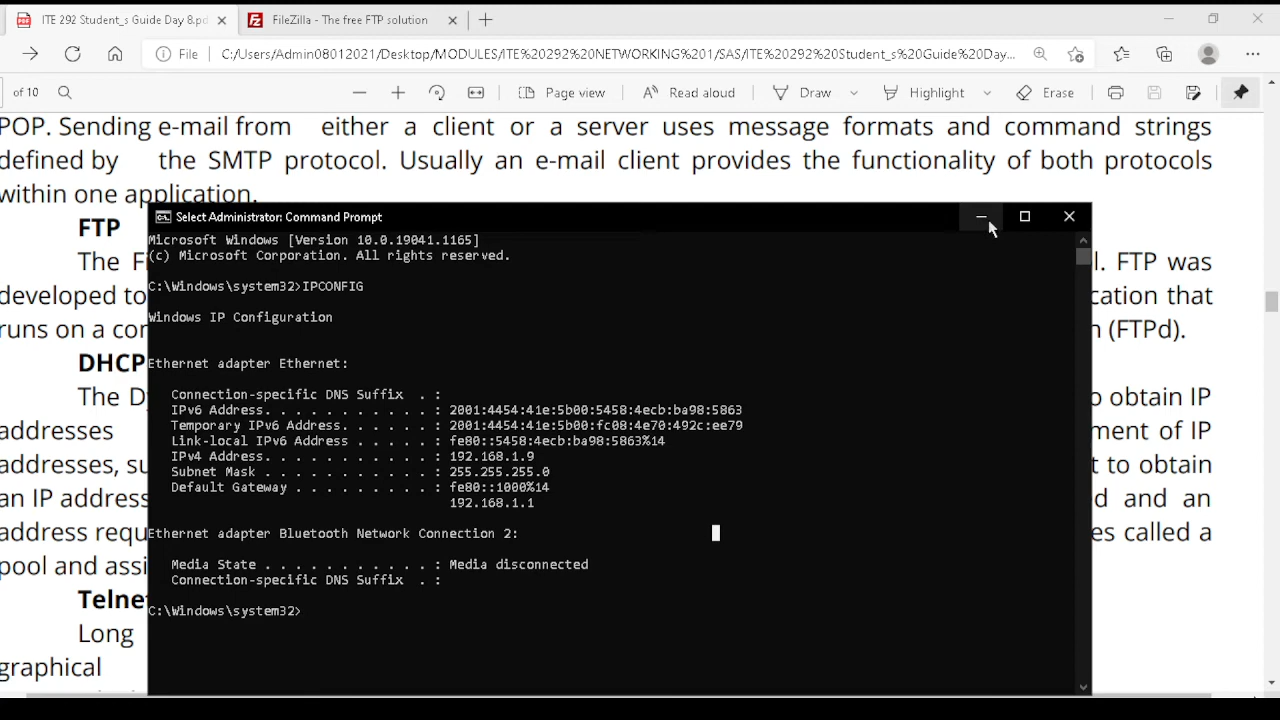 ITE 292 Student_s Guide Day 8.pd
FileZilla - The free FTP solution
File
C:/Users/Admin08012021/Desktop/MODULES/ITE%20292%20NETWORKING%201/SAS/ITE%20292%20Student_s%20Guide%20Day...
of 10
Page view
Read aloud
Draw
Highlight
Erase
POP. Sending e-mail from either a client or a server uses message formats and command strings
defined by the SMTP protocol. Usually an e-mail client provides the functionality of both protocols
within one application.
FTP
The Fi
l. FTP was
developed to
cation that
runs on a cor
n (FTPd).
DHCP
The Dy
o obtain IP
addresses
ment of IP
addresses, su
t to obtain
an IP address
d and an
address requ
es called a
pool and assi
Telne
Long
graphical
Select Administrator: Command Prompt
Microsoft Windows [Version 10.0.19041.1165]
(c) Microsoft Corporation. All rights reserved.
C:\Windows\system32>IPCONFIG
Windows IP Configuration
Ethernet adapter Ethernet:
Connection-specific DNS Suffix . :
IPv6 Address. . . . . . . . . . . : 2001:4454:41e:5b00:5458:4ecb:ba98:5863
Temporary IPv6 Address. . . . . . : 2001:4454:41e:5b00:fc08:4e70:492c:ee79
Link-local IPv6 Address . . . . . : fe80::5458:4ecb:ba98:5863%14
IPv4 Address. . . . . . . . . . . : 192.168.1.9
Subnet Mask . . . . . . . . . . . : 255.255.255.0
Default Gateway . . . . . . . . . : fe80::1000%14
192.168.1.1
Ethernet adapter Bluetooth Network Connection 2:
Media State . . . . . . . . . . . : Media disconnected
Connection-specific DNS Suffix . :
C:\Windows\system32>